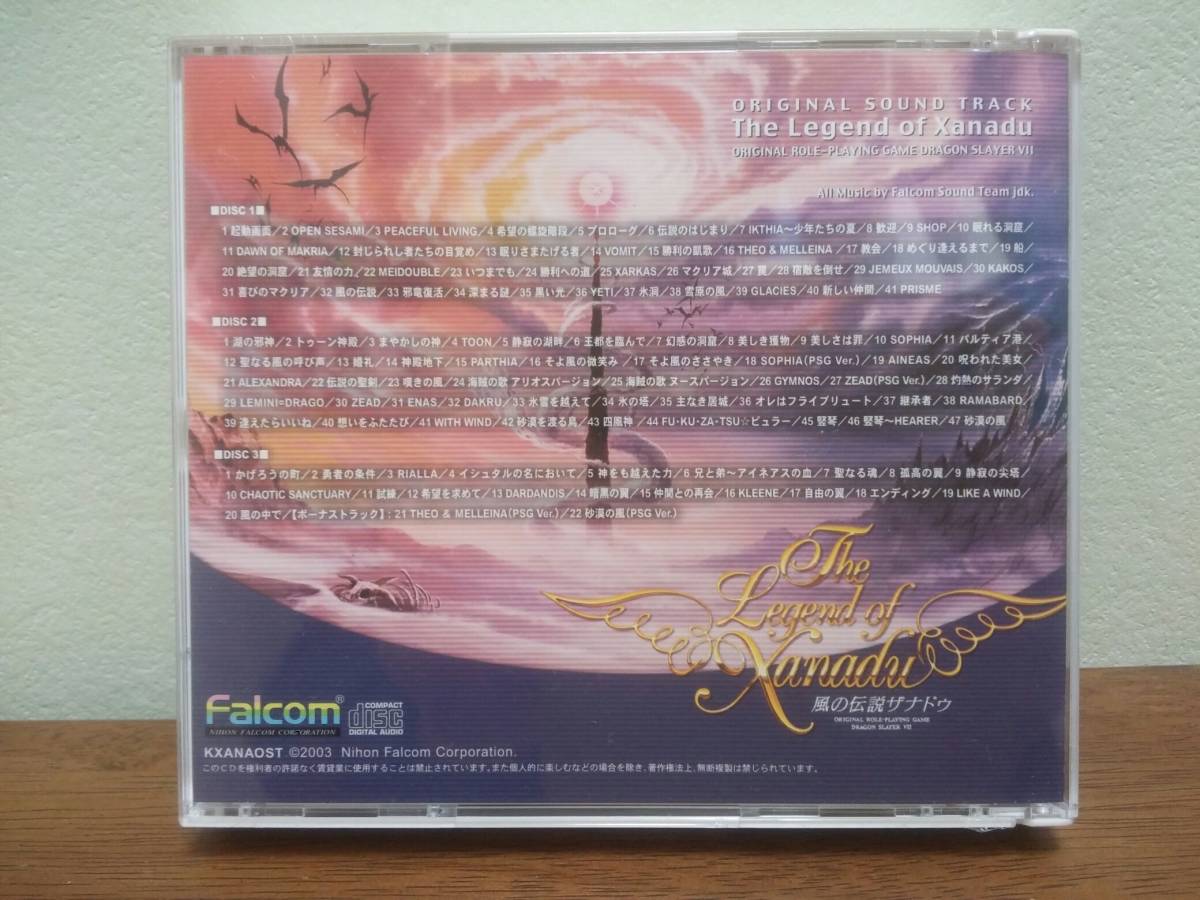 ORIGINAL SOUND TRACK
The Legend of Xanadu
ORIGINAL ROLE-PLAYING GAME DRAGON SLAYER VII
All Music by Falcom Sound Team jdk.
■DISC 1■
1 起動画面/2 OPEN SESAMI/3 PEACEFUL LIVING/4 希望の螺旋階段/5 プロローグ/6 伝説のはじまり/7 IKTHIA〜少年たちの夏/8 歓迎/9 SHOP/10 眠れる洞窟/
11 DAWN OF MAKRIA/12 封じられし者たちの目覚め/13 眠りさまたげる者/14 VOMIT/15 勝利の凱歌/16 THEO & MELLEINA/17 教会/18 めぐり逢えるまで/19 船/
20 絶望の洞窟/21 友情の力/22 MEIDOUBLE/23 いつまでも/24 勝利への道/25 XARKAS/26 マクリア城/27 罠/28 宿敵を倒せ/29 JEMEUX MOUVAIS/30 KAKOS/
31 喜びのマクリア/32 風の伝説/33 邪竜復活/34 深まる謎/35 黒い光/36 YETI/37 氷洞/38 雪原の風/39 GLACIES/40 新しい仲間/41 PRISME
■DISC 2■
1 湖の邪神/2 トゥーン神殿/3 まやかしの神/4 TOON/5 静寂の湖畔/6 王都を臨んで/7 幻惑の洞窟/8 美しき獲物/9 美しさは罪/10 SOPHIA/11 パルティア港/
12 聖なる風の呼び声/13 婚礼/14 神殿地下/15 PARTHIA/16 そよ風の微笑み/17 そよ風のささやき/18 SOPHIA(PSG Ver.)/19 AINEAS/20 呪われた美女/
21 ALEXANDRA/22 伝説の聖剣/23 嘆きの風/24 海賊の歌 アリオスバージョン/25 海賊の歌 ヌースバージョン/26 GYMNOS/27 ZEAD(PSG Ver.)/28 灼熱のサランダ/
29 LEMINI=DRAGO/30 ZEAD/31 ENAS/32 DAKRU/33 氷雪を越えて/34 氷の塔/35 主なき居城/36 オレはフライブリュート/37 継承者/38 RAMABARD/
39 逢えたらいいね/40 想いをふたたび/41 WITH WIND/42 砂漠を渡る鳥/43 四風神 /44 FU・KU・ZA・TSU☆ピュラー/45 竪琴/46 竪琴〜HEARER/47 砂漠の風
■DISC 3■
1 かげろうの町/2 勇者の条件/3 RIALLA/4 イシュタルの名において/5 神をも越えた力/6 兄と弟〜アイネアスの血/7 聖なる魂/8 孤高の翼/9 静寂の尖塔/
10 CHAOTIC SANCTUARY/11 試練/12 希望を求めて/13 DARDANDIS/14 暗黒の翼/15 仲間との再会/16 KLEENE/17 自由の翼/18 エンディング/19 LIKE A WIND/
20 風の中で/【ボーナストラック】:21 THEO & MELLEINA(PSG Ver.)/22 砂漠の風(PSG Ver.)
The
Legend of
Xanadu
風の伝説ザナドゥ
ORIGINAL ROLE-PLAYING GAME
DRAGON SLAYER VII
Falcom®
NIHON FALCOM CORPORATION
COMPACT
disc
DIGITAL AUDIO
KXANAOST ©2003 Nihon Falcom Corporation.
このCDを権利者の許諾なく賃貸業に使用することは禁止されています。また個人的に楽しむなどの場合を除き、著作権法上、無断複製は禁じられています。